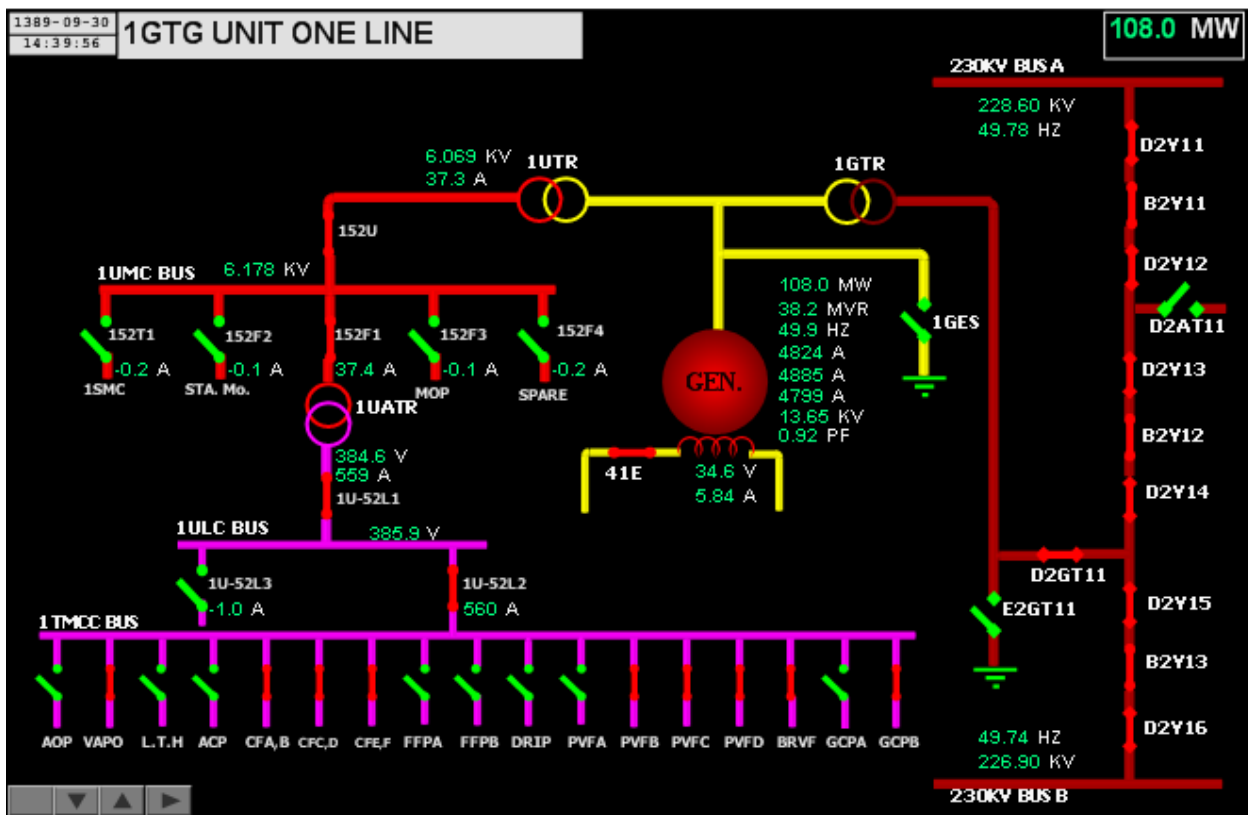 1389-09-30
14:39:56
1GTG UNIT ONE LINE
108.0 MW
230KV BUS A
228.60 KV
49.78 HZ
D2Y11
B2Y11
D2Y12
D2AT11
D2Y13
B2Y12
D2Y14
D2GT11
E2GT11
D2Y15
B2Y13
D2Y16
49.74 HZ
226.90 KV
230KV BUS B
6.069 KV
37.3 A
1UTR
1GTR
152U
1UMC BUS
6.178 KV
152T1
152F2
152F1
152F3
152F4
-0.2 A
-0.1 A
37.4 A
-0.1 A
-0.2 A
1SMC
STA. Mo.
MOP
SPARE
1UATR
108.0 MW
38.2 MVR
49.9 HZ
4824 A
4885 A
4799 A
13.65 KV
0.92 PF
1GES
GEN.
41E
34.6 V
5.84 A
384.6 V
559 A
1U-52L1
1ULC BUS
385.9 V
1U-52L3
-1.0 A
1U-52L2
560 A
1TMCC BUS
AOP VAPO L.T.H ACP CFA,B CFC,D CFE,F FFPA FFPB DRIP PVFA PVFB PVFC PVFD BRVF GCPA GCPB